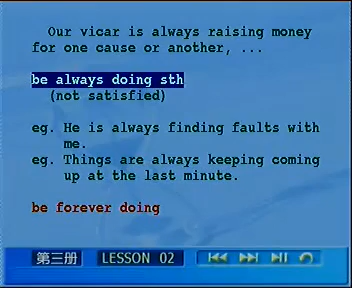 Our vicar is always raising money
for one cause or another, ...
be always doing sth
(not satisfied)
eg. He is always finding faults with
me.
eg. Things are always keeping coming
up at the last minute.
be forever doing
第三册 LESSON 02